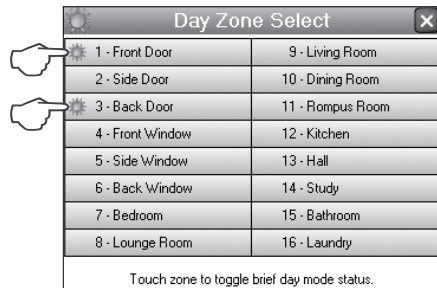 Day Zone Select
1 - Front Door
9 - Living Room
2 - Side Door
10 - Dining Room
3 - Back Door
11 - Rompus Room
4 - Front Window
12 - Kitchen
5 - Side Window
13 - Hall
6 - Back Window
14 - Study
7 - Bedroom
15 - Bathroom
8 - Lounge Room
16 - Laundry
Touch zone to toggle brief day mode status.